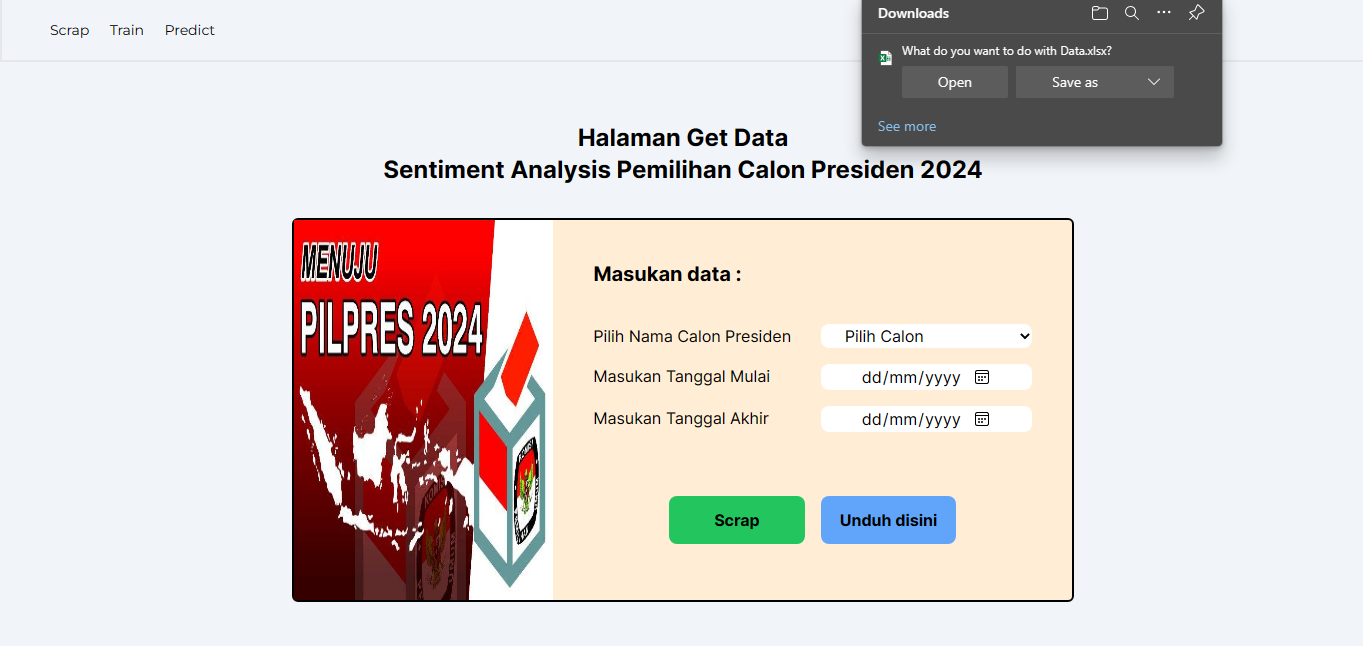 Scrap Train Predict
Downloads
What do you want to do with Data.xlsx?
Open Save as
See more
Halaman Get Data
Sentiment Analysis Pemilihan Calon Presiden 2024
MENUJU
PILPRES 2024
Masukan data :
Pilih Nama Calon Presiden Pilih Calon
Masukan Tanggal Mulai dd/mm/yyyy
Masukan Tanggal Akhir dd/mm/yyyy
Scrap Unduh disini